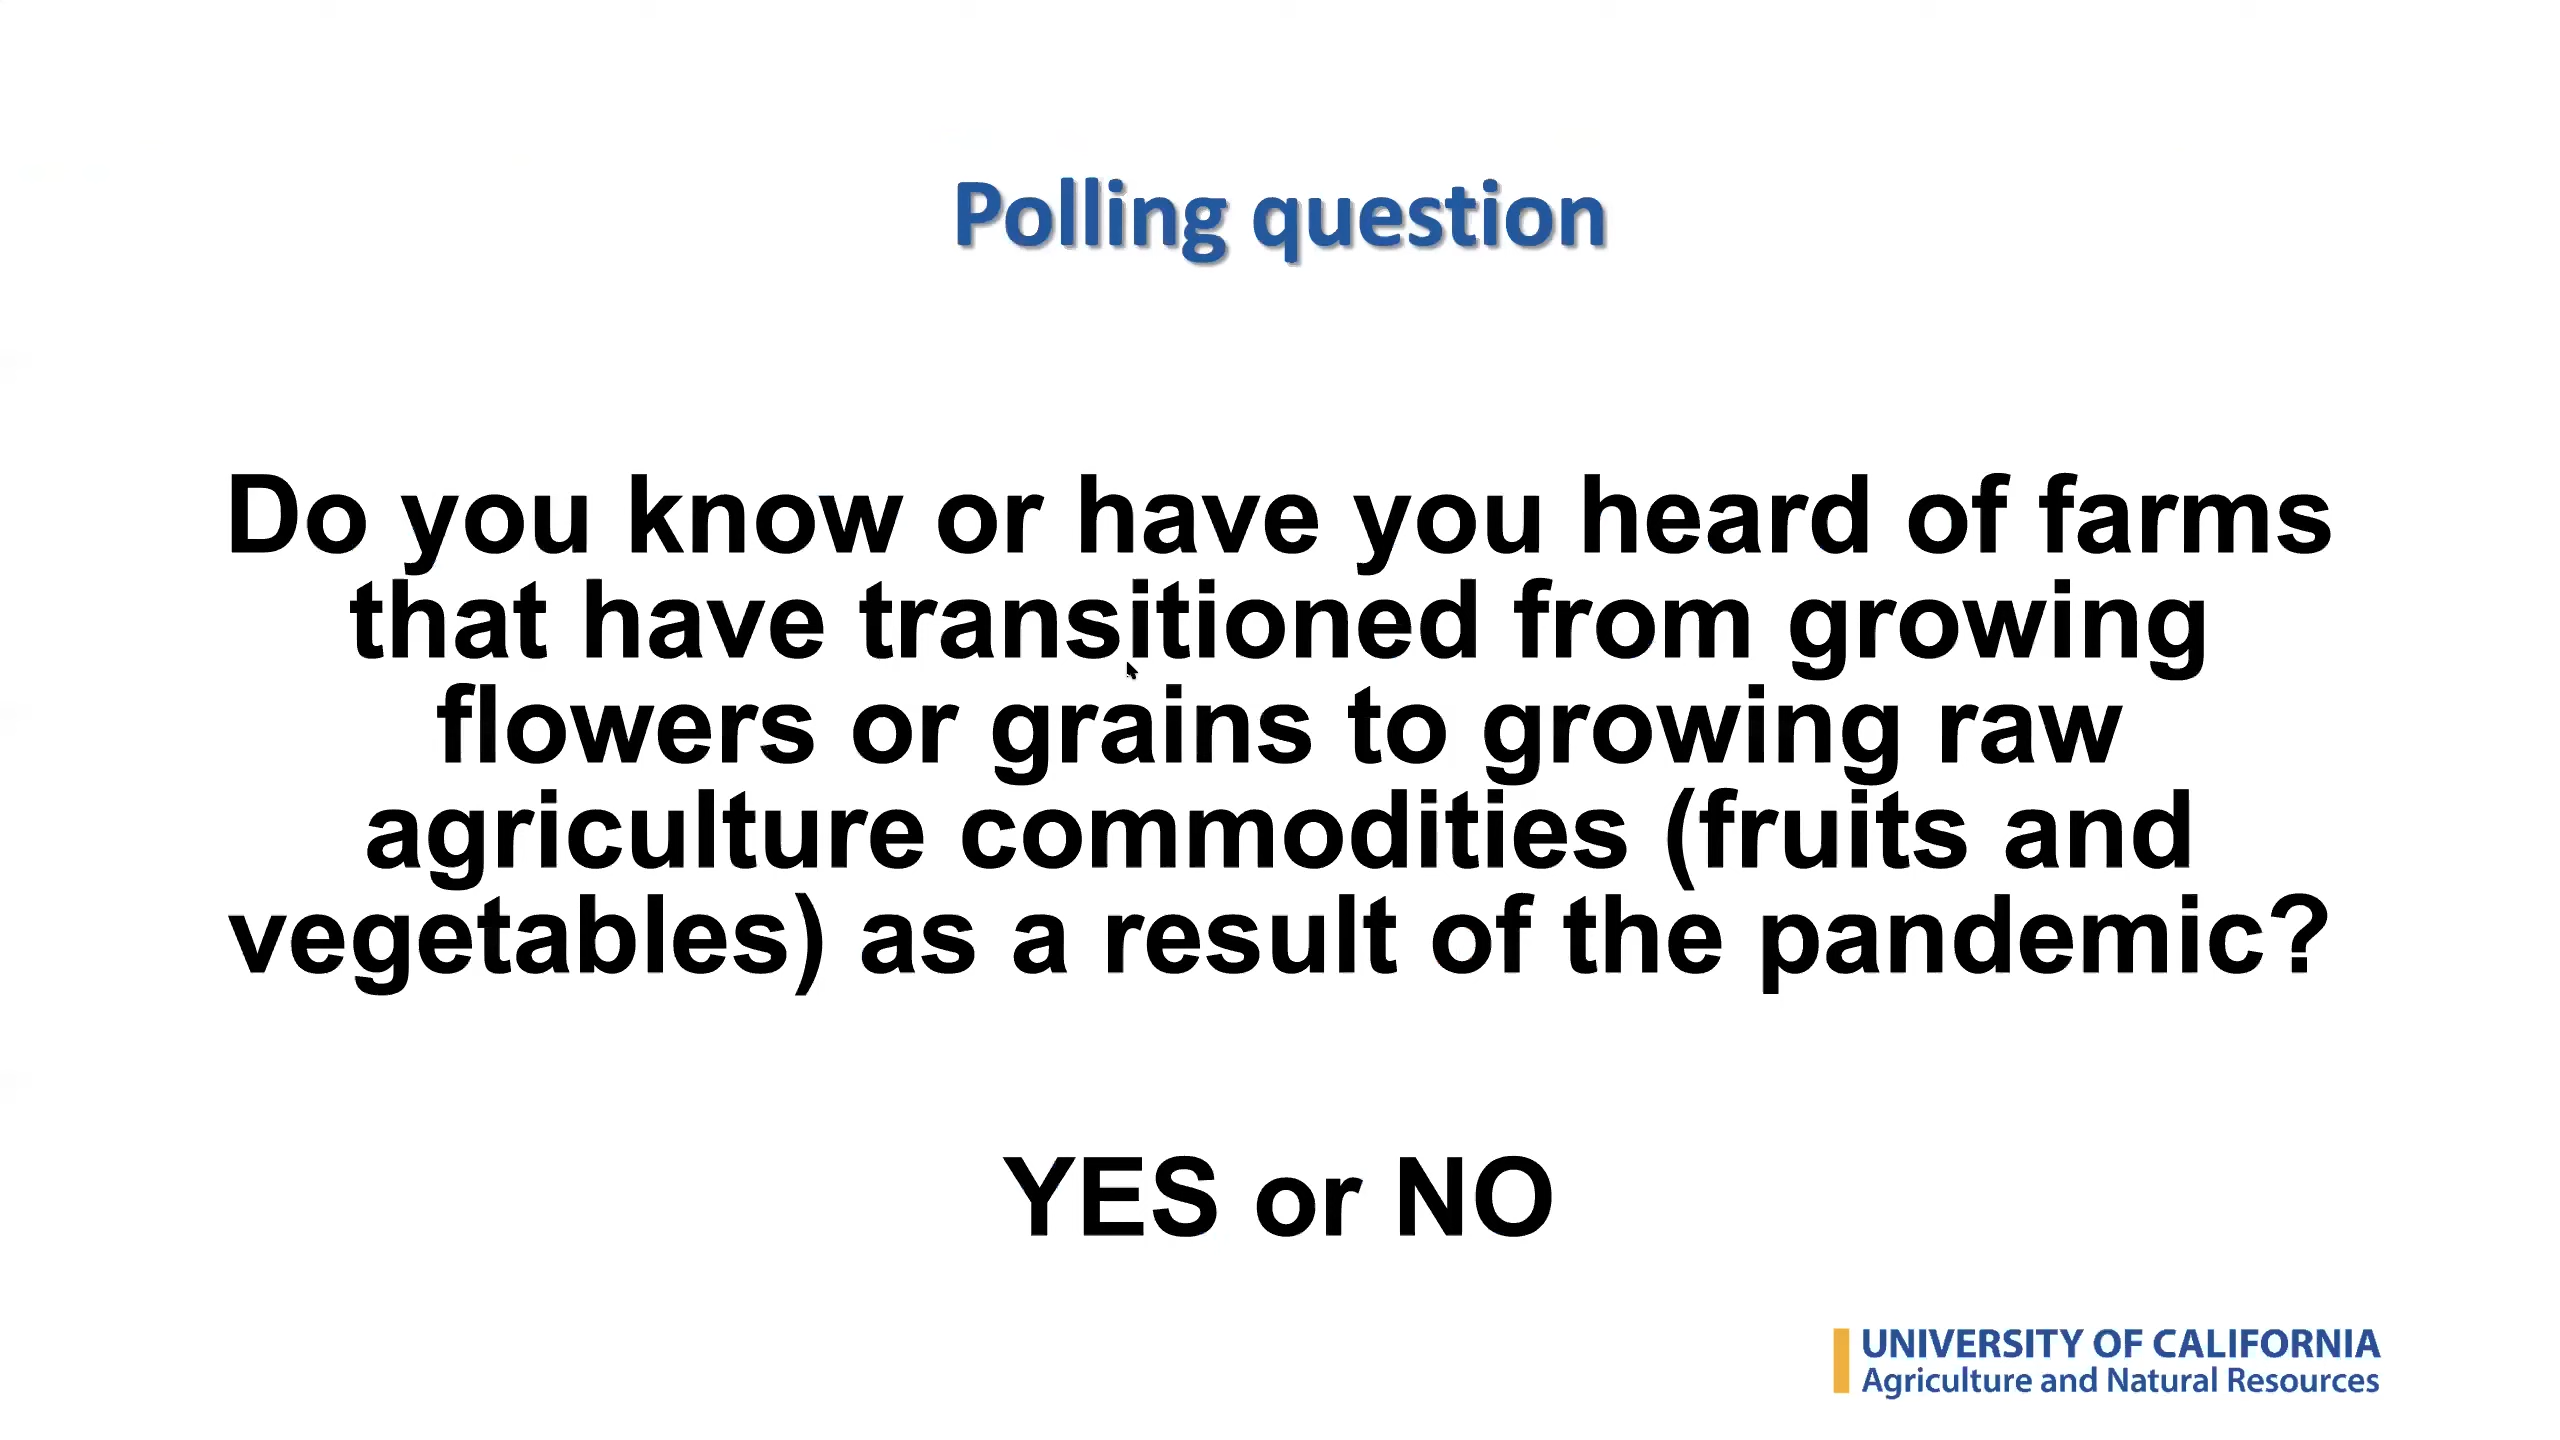 Polling question
Do you know or have you heard of farms
that have transitioned from growing
flowers or grains to growing raw
agriculture commodities (fruits and
vegetables) as a result of the pandemic?
YES or NO
UNIVERSITY OF CALIFORNIA
Agriculture and Natural Resources